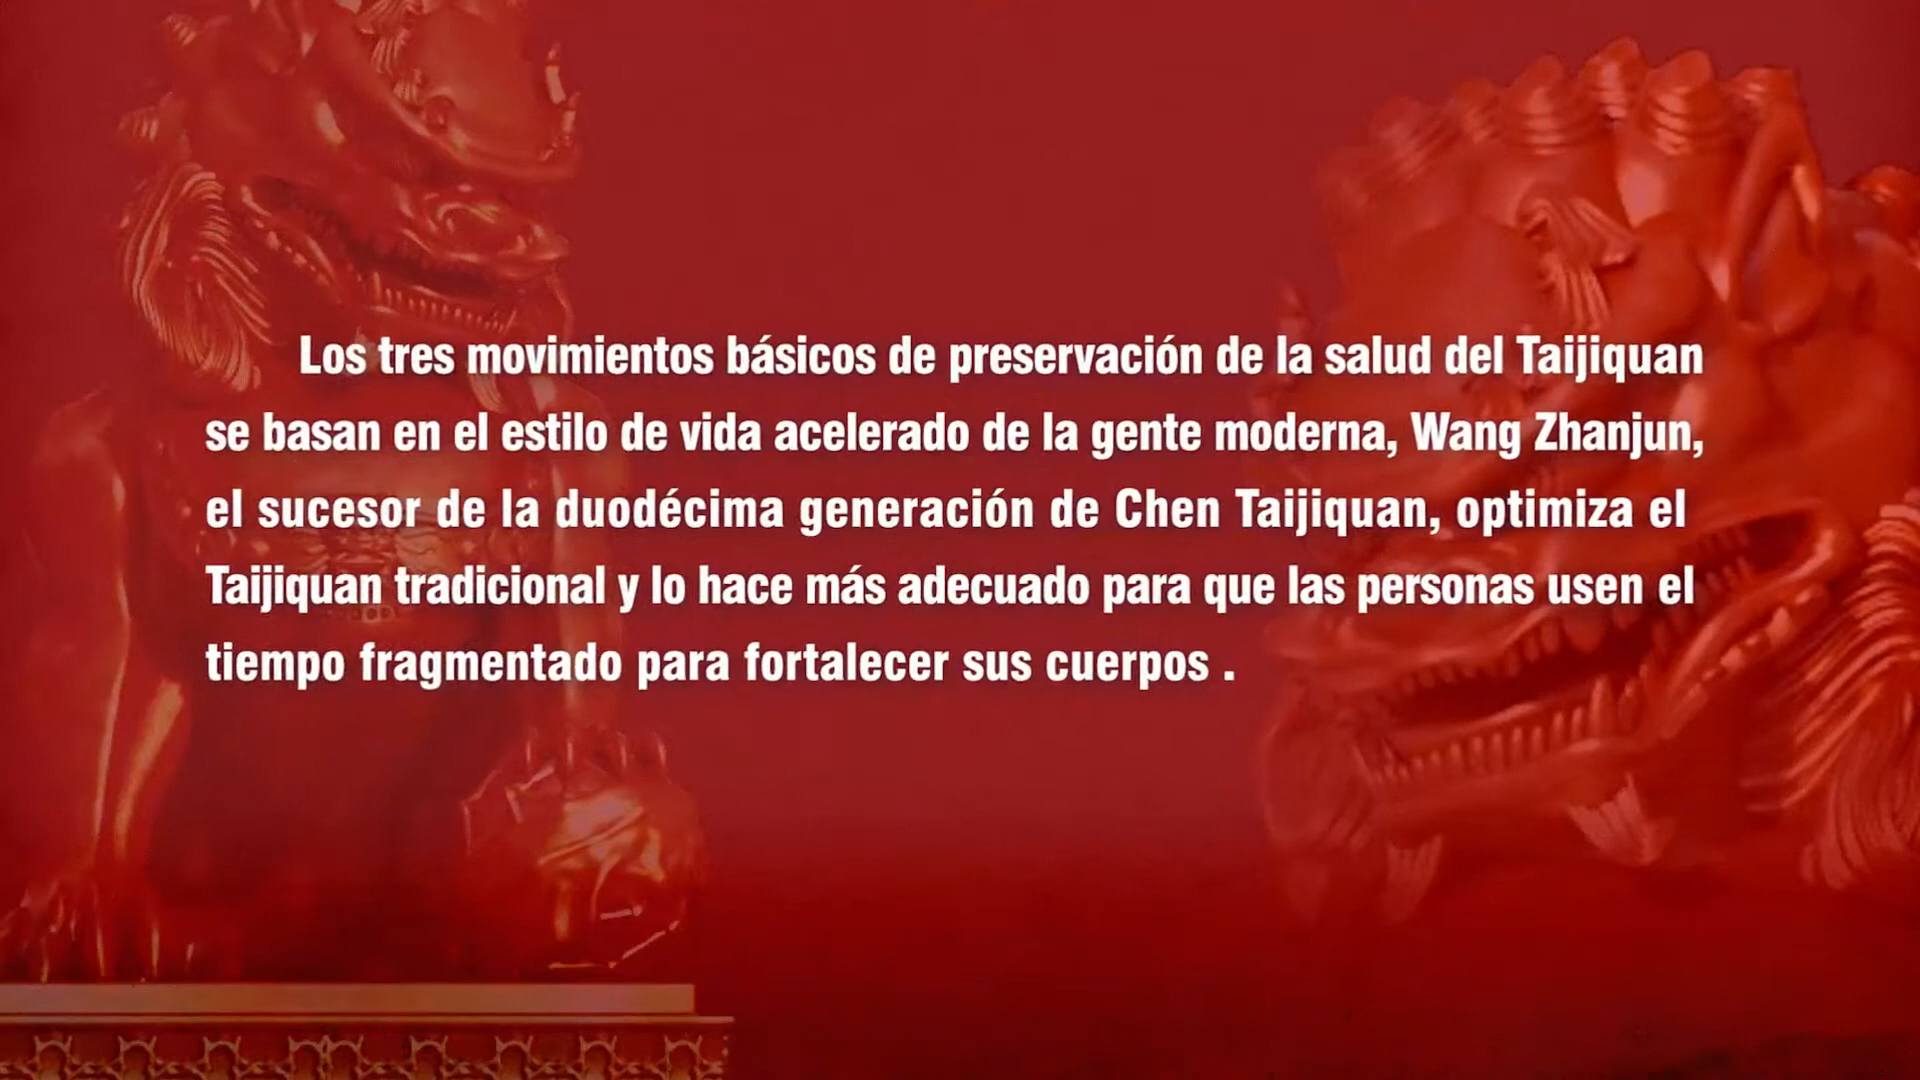 Los tres movimientos básicos de preservación de la salud del Taijiquan
se basan en el estilo de vida acelerado de la gente moderna, Wang Zhanjun,
el sucesor de la duodécima generación de Chen Taijiquan, optimiza el
Taijiquan tradicional y lo hace más adecuado para que las personas usen el
tiempo fragmentado para fortalecer sus cuerpos .